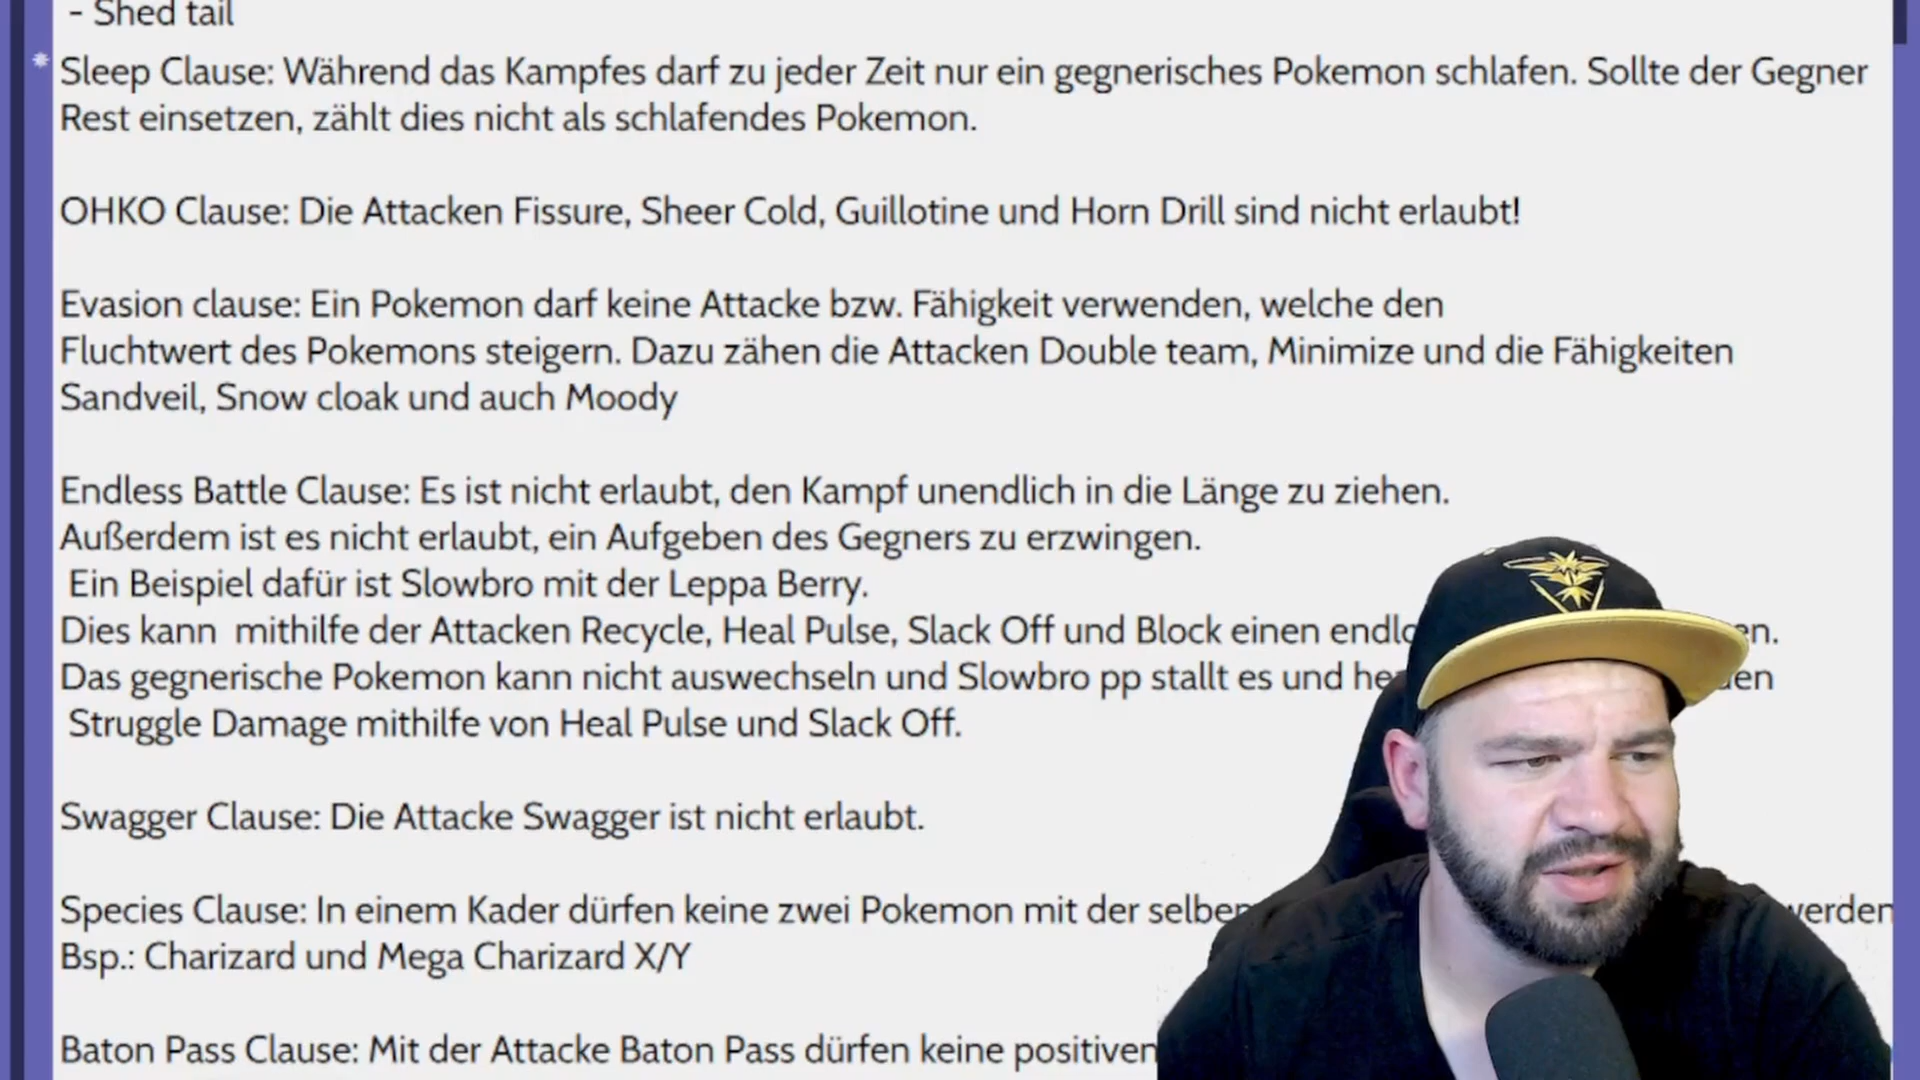 - Shed tail
Sleep Clause: Während das Kampfes darf zu jeder Zeit nur ein gegnerisches Pokemon schlafen. Sollte der Gegner
Rest einsetzen, zählt dies nicht als schlafendes Pokemon.
OHKO Clause: Die Attacken Fissure, Sheer Cold, Guillotine und Horn Drill sind nicht erlaubt!
Evasion clause: Ein Pokemon darf keine Attacke bzw. Fähigkeit verwenden, welche den
Fluchtwert des Pokemons steigern. Dazu zähen die Attacken Double team, Minimize und die Fähigkeiten
Sandveil, Snow cloak und auch Moody
Endless Battle Clause: Es ist nicht erlaubt, den Kampf unendlich in die Länge zu ziehen.
Außerdem ist es nicht erlaubt, ein Aufgeben des Gegners zu erzwingen.
Ein Beispiel dafür ist Slowbro mit der Leppa Berry.
Dies kann mithilfe der Attacken Recycle, Heal Pulse, Slack Off und Block einen
Das gegnerische Pokemon kann nicht auswechseln und Slowbro pp stallt es und
Struggle Damage mithilfe von Heal Pulse und Slack Off.
Swagger Clause: Die Attacke Swagger ist nicht erlaubt.
Species Clause: In einem Kader dürfen keine zwei Pokemon mit der werden
Bsp.: Charizard und Mega Charizard X/Y
Baton Pass Clause: Mit der Attacke Baton Pass dürfen keine positiven